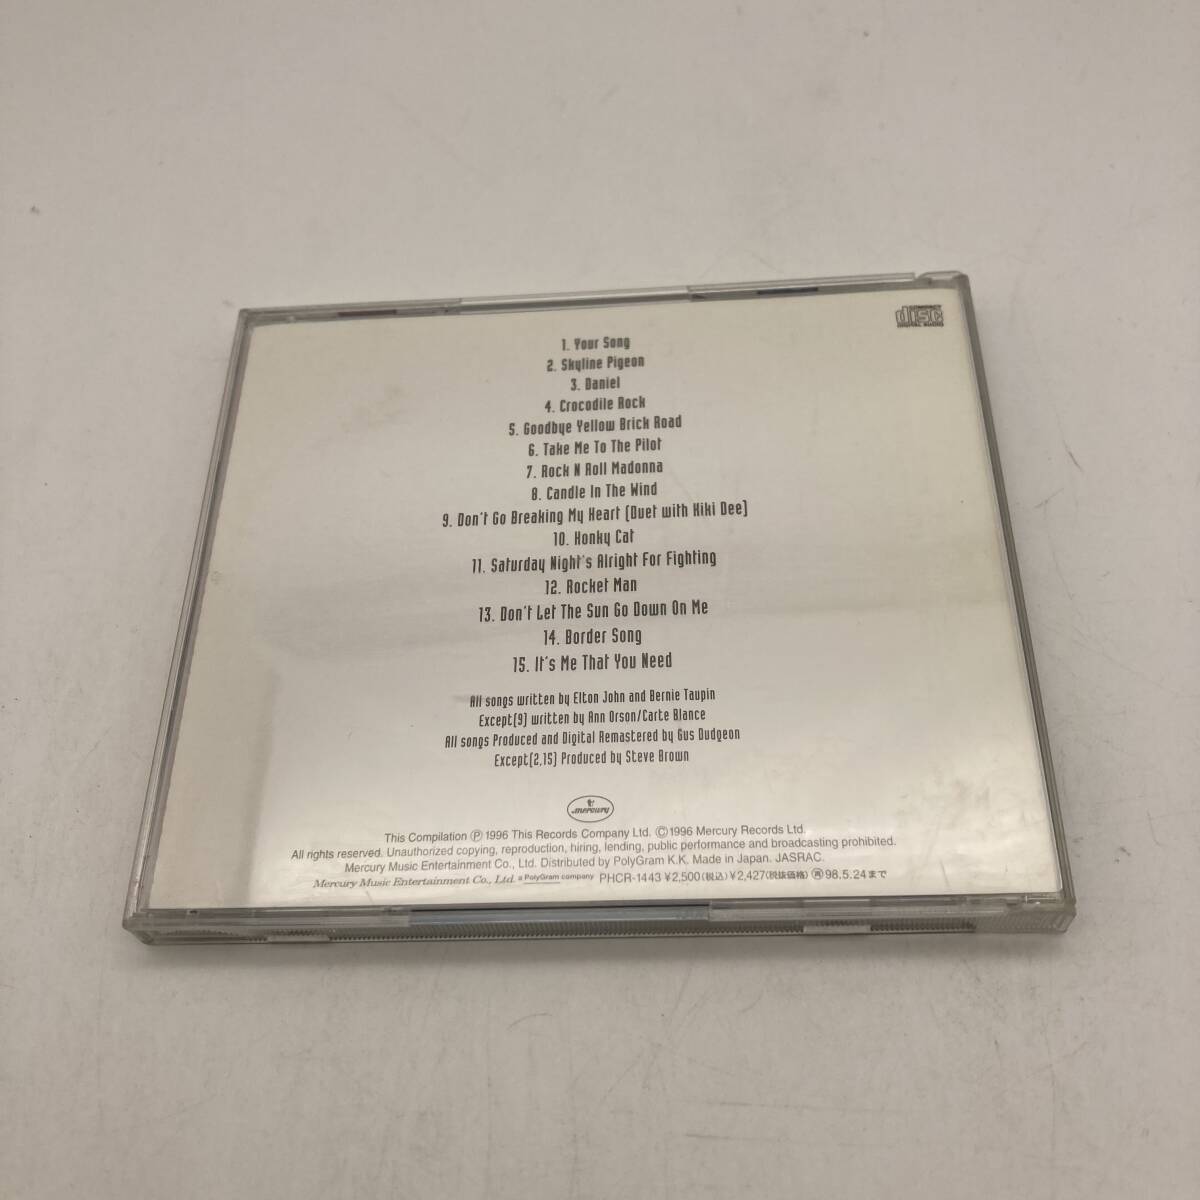 COMPACT
disc
DIGITAL AUDIO
1. Your Song
2. Skyline Pigeon
3. Daniel
4. Crocodile Rock
5. Goodbye Yellow Brick Road
6. Take Me To The Pilot
7. Rock N Roll Madonna
8. Candle In The Wind
9. Don't Go Breaking My Heart (Duet with Kiki Dee)
10. Honky Cat
11. Saturday Night's Alright For Fighting
12. Rocket Man
13. Don't Let The Sun Go Down On Me
14. Border Song
15. It's Me That You Need
All songs written by Elton John and Bernie Taupin
Except(9) written by Ann Orson/Carte Blance
All songs Produced and Digital Remastered by Gus Dudgeon
Except(2,15) Produced by Steve Brown
mercury
This Compilation Ⓟ 1996 This Records Company Ltd. Ⓒ 1996 Mercury Records Ltd.
All rights reserved. Unauthorized copying, reproduction, hiring, lending, public performance and broadcasting prohibited.
Mercury Music Entertainment Co., Ltd. Distributed by PolyGram K.K. Made in Japan. JASRAC.
Mercury Music Entertainment Co., Ltd. a PolyGram company PHCR-1443 ¥2,500(税込)¥2,427(税抜価格) Ⓡ98.5.24まで